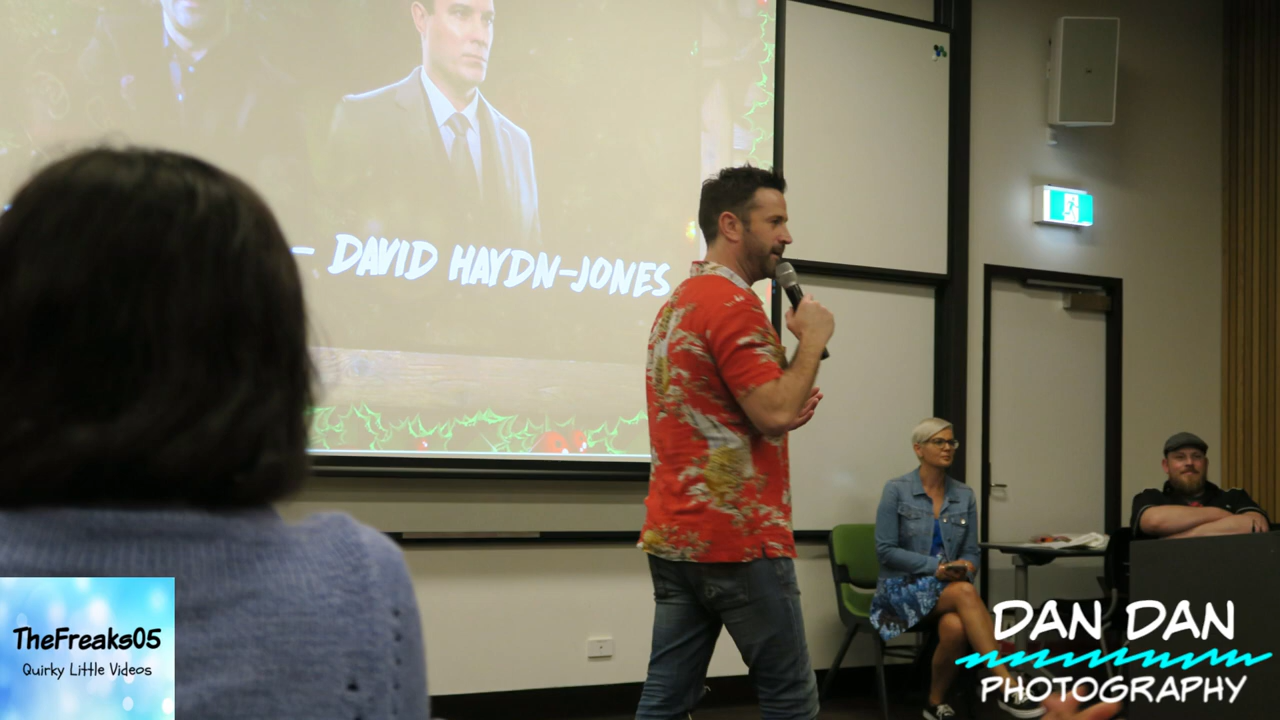 - DAVID HAYDN-JONES
TheFreaks05
Quirky Little Videos
DAN DAN
PHOTOGRAPHY